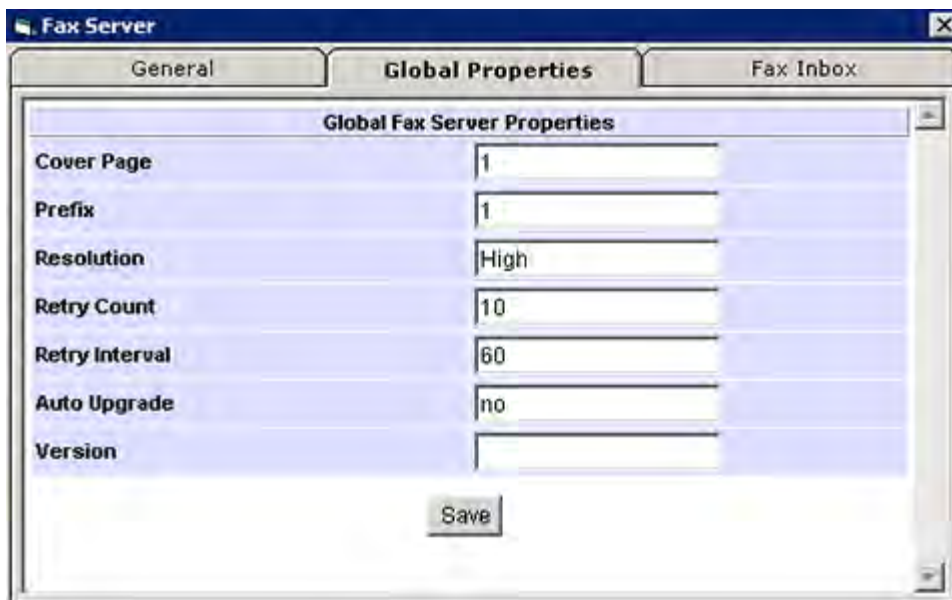 Fax Server
General Global Properties Fax Inbox
Global Fax Server Properties
Cover Page 1
Prefix 1
Resolution High
Retry Count 10
Retry Interval 60
Auto Upgrade no
Version
Save